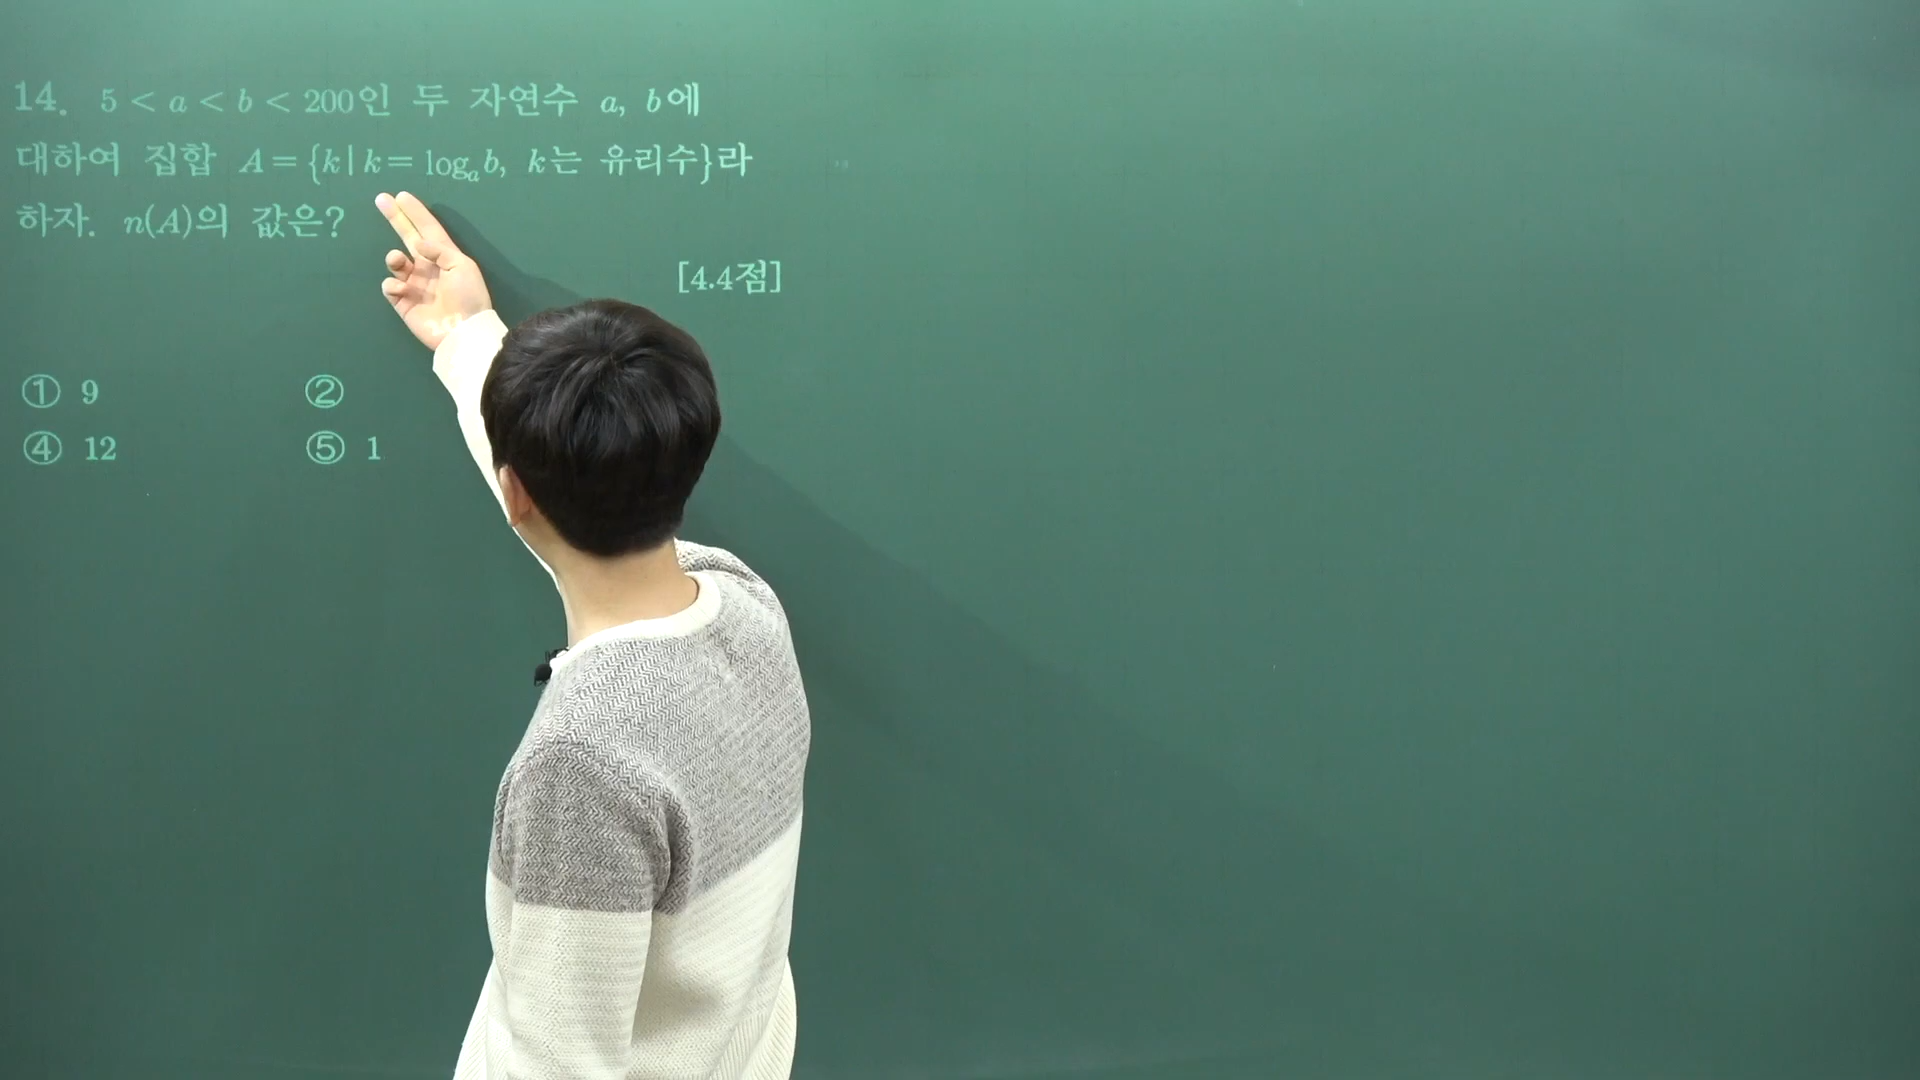 14. 5 < a < b < 200인 두 자연수 a, b에
대하여 집합 A = {k | k = logₐb, k는 유리수}라
하자. n(A)의 값은?
[4.4점]
① 9 ②
④ 12 ⑤ 1